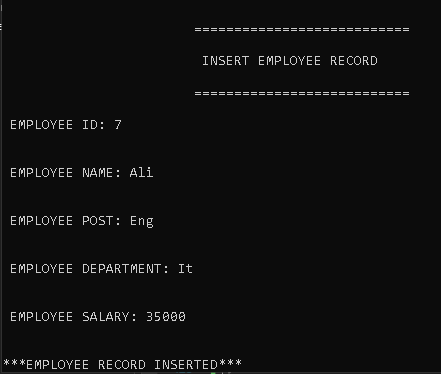 ===========================
INSERT EMPLOYEE RECORD
===========================
EMPLOYEE ID: 7
EMPLOYEE NAME: Ali
EMPLOYEE POST: Eng
EMPLOYEE DEPARTMENT: It
EMPLOYEE SALARY: 35000
***EMPLOYEE RECORD INSERTED***